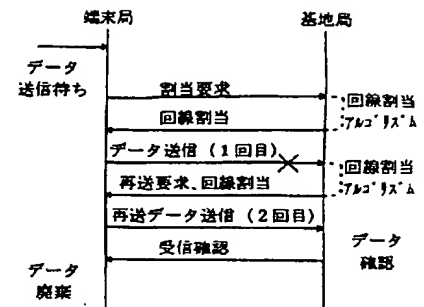 端末局
基地局
データ
送信待ち
割当要求
回線割当
回線割当
アルゴリズム
データ送信(1回目)
回線割当
アルゴリズム
再送要求、回線割当
再送データ送信(2回目)
受信確認
データ
確認
データ
廃棄